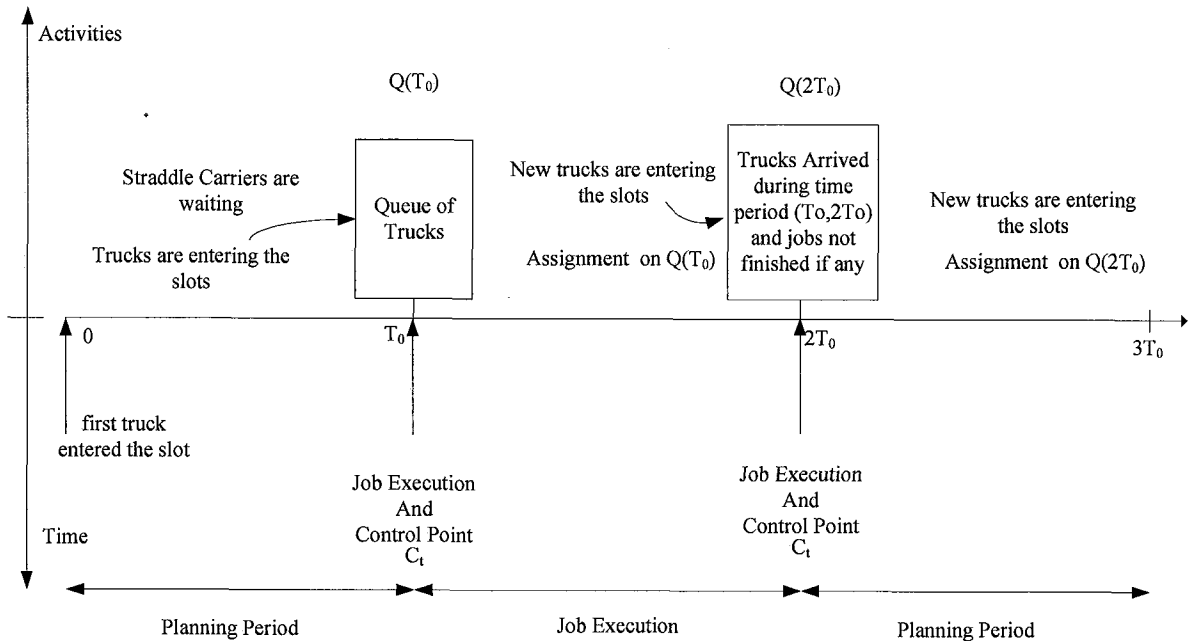 Activities
Q(T₀)
Q(2T₀)
Straddle Carriers are
waiting
Trucks are entering the
slots
Queue of
Trucks
New trucks are entering
the slots
Assignment on Q(T₀)
Trucks Arrived
during time
period (To,2To)
and jobs not
finished if any
New trucks are entering
the slots
Assignment on Q(2T₀)
0
T₀
2T₀
3T₀
first truck
entered the slot
Job Execution
And
Control Point
Cₜ
Job Execution
And
Control Point
Cₜ
Time
Planning Period
Job Execution
Planning Period